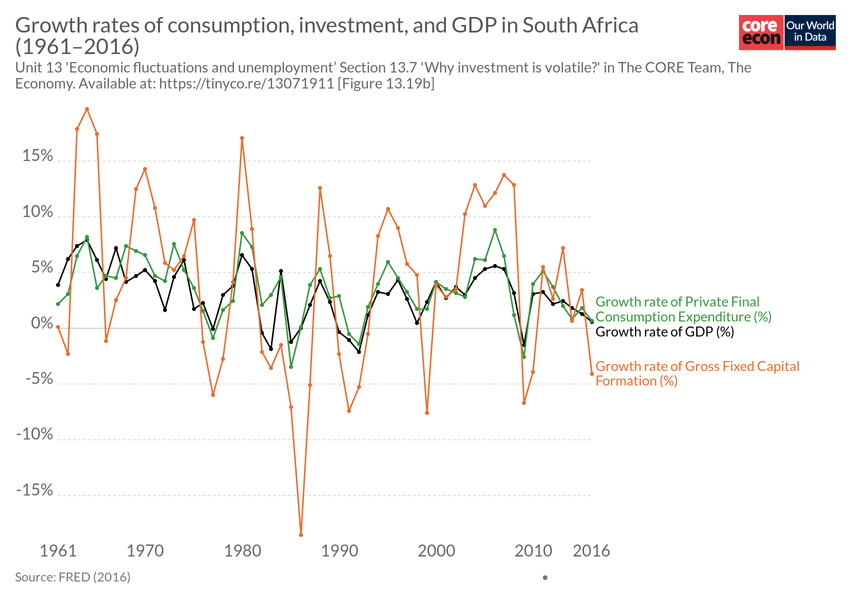 Growth rates of consumption, investment, and GDP in South Africa
(1961–2016)
core
econ
Our World
in Data
Unit 13 'Economic fluctuations and unemployment’ Section 13.7 'Why investment is volatile?' in The CORE Team, The
Economy. Available at: https://tinyco.re/13071911 [Figure 13.19b]
15%
10%
5%
0%
-5%
-10%
-15%
Growth rate of Private Final
Consumption Expenditure (%)
Growth rate of GDP (%)
Growth rate of Gross Fixed Capital
Formation (%)
1961
1970
1980
1990
2000
2010
2016
Source: FRED (2016)